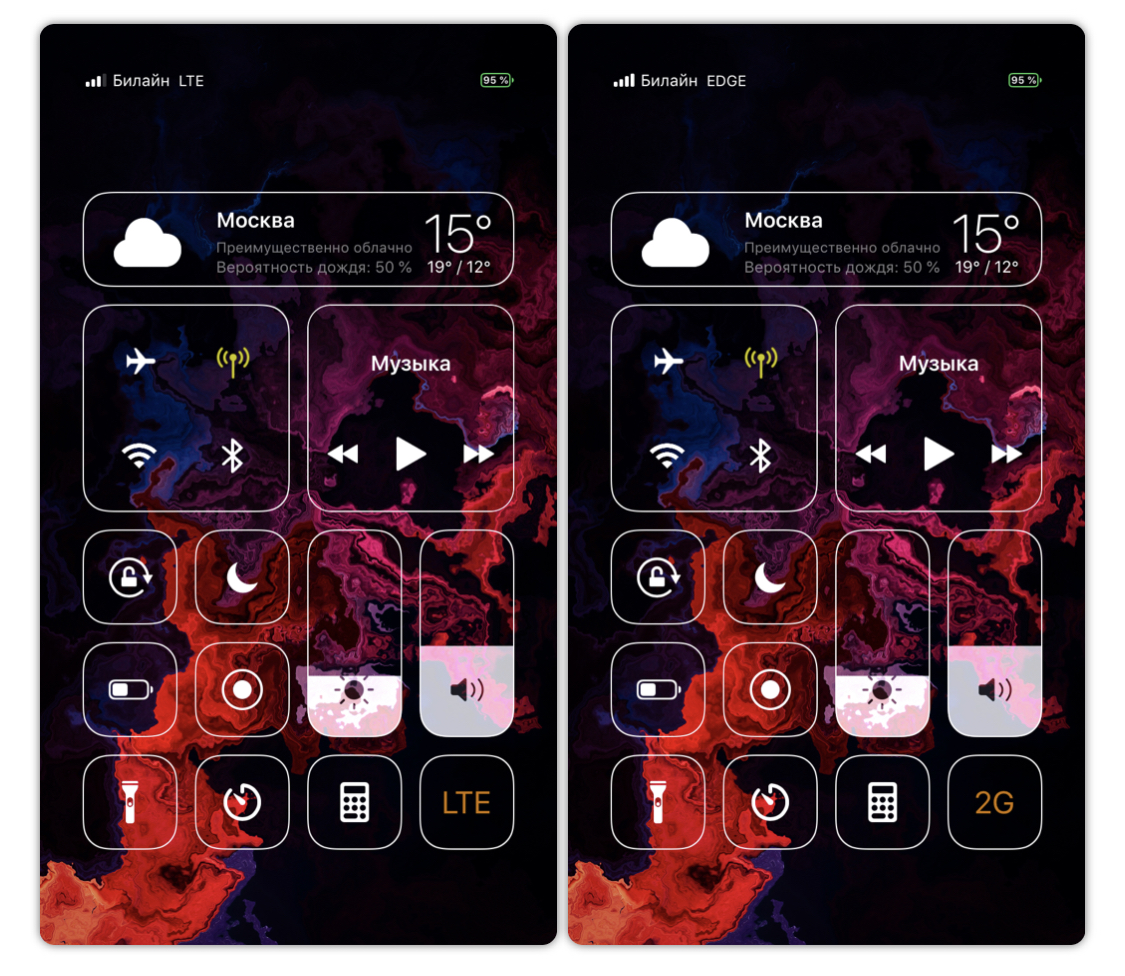 Билайн LTE
95 %
Москва
Преимущественно облачно
Вероятность дождя: 50 %
15°
19° / 12°
Музыка
LTE
Билайн EDGE
95 %
Москва
Преимущественно облачно
Вероятность дождя: 50 %
15°
19° / 12°
Музыка
2G